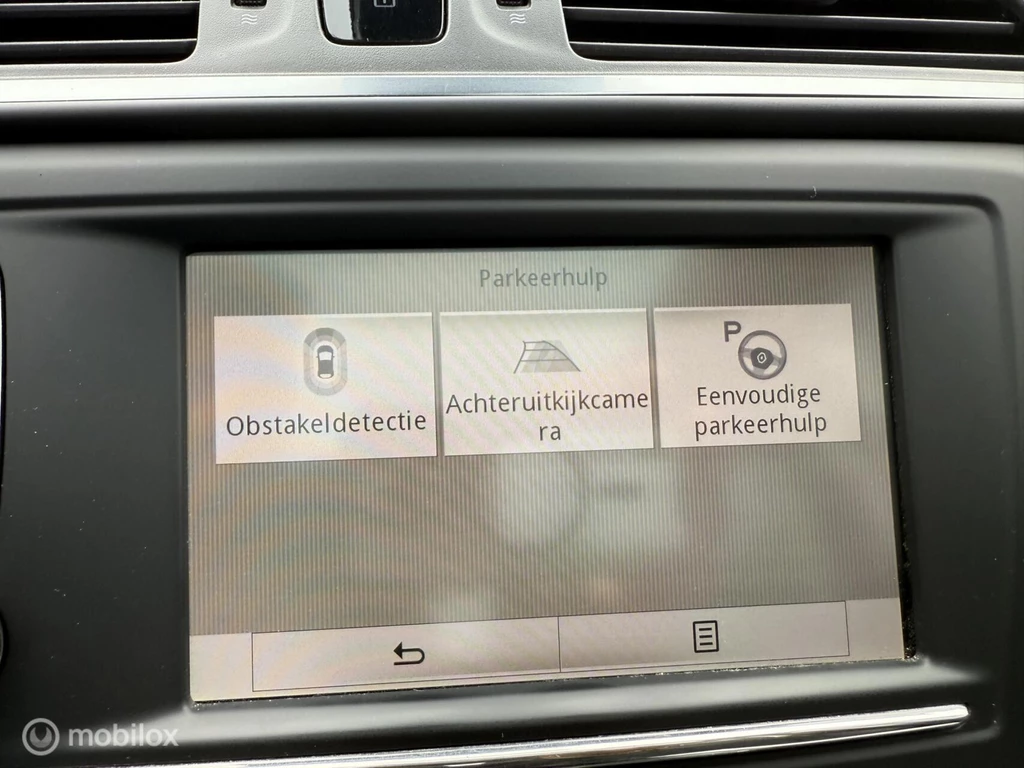 Parkeerhulp
Obstakeldetectie
Achteruitkijkcame
ra
P
Eenvoudige
parkeerhulp
mobilox